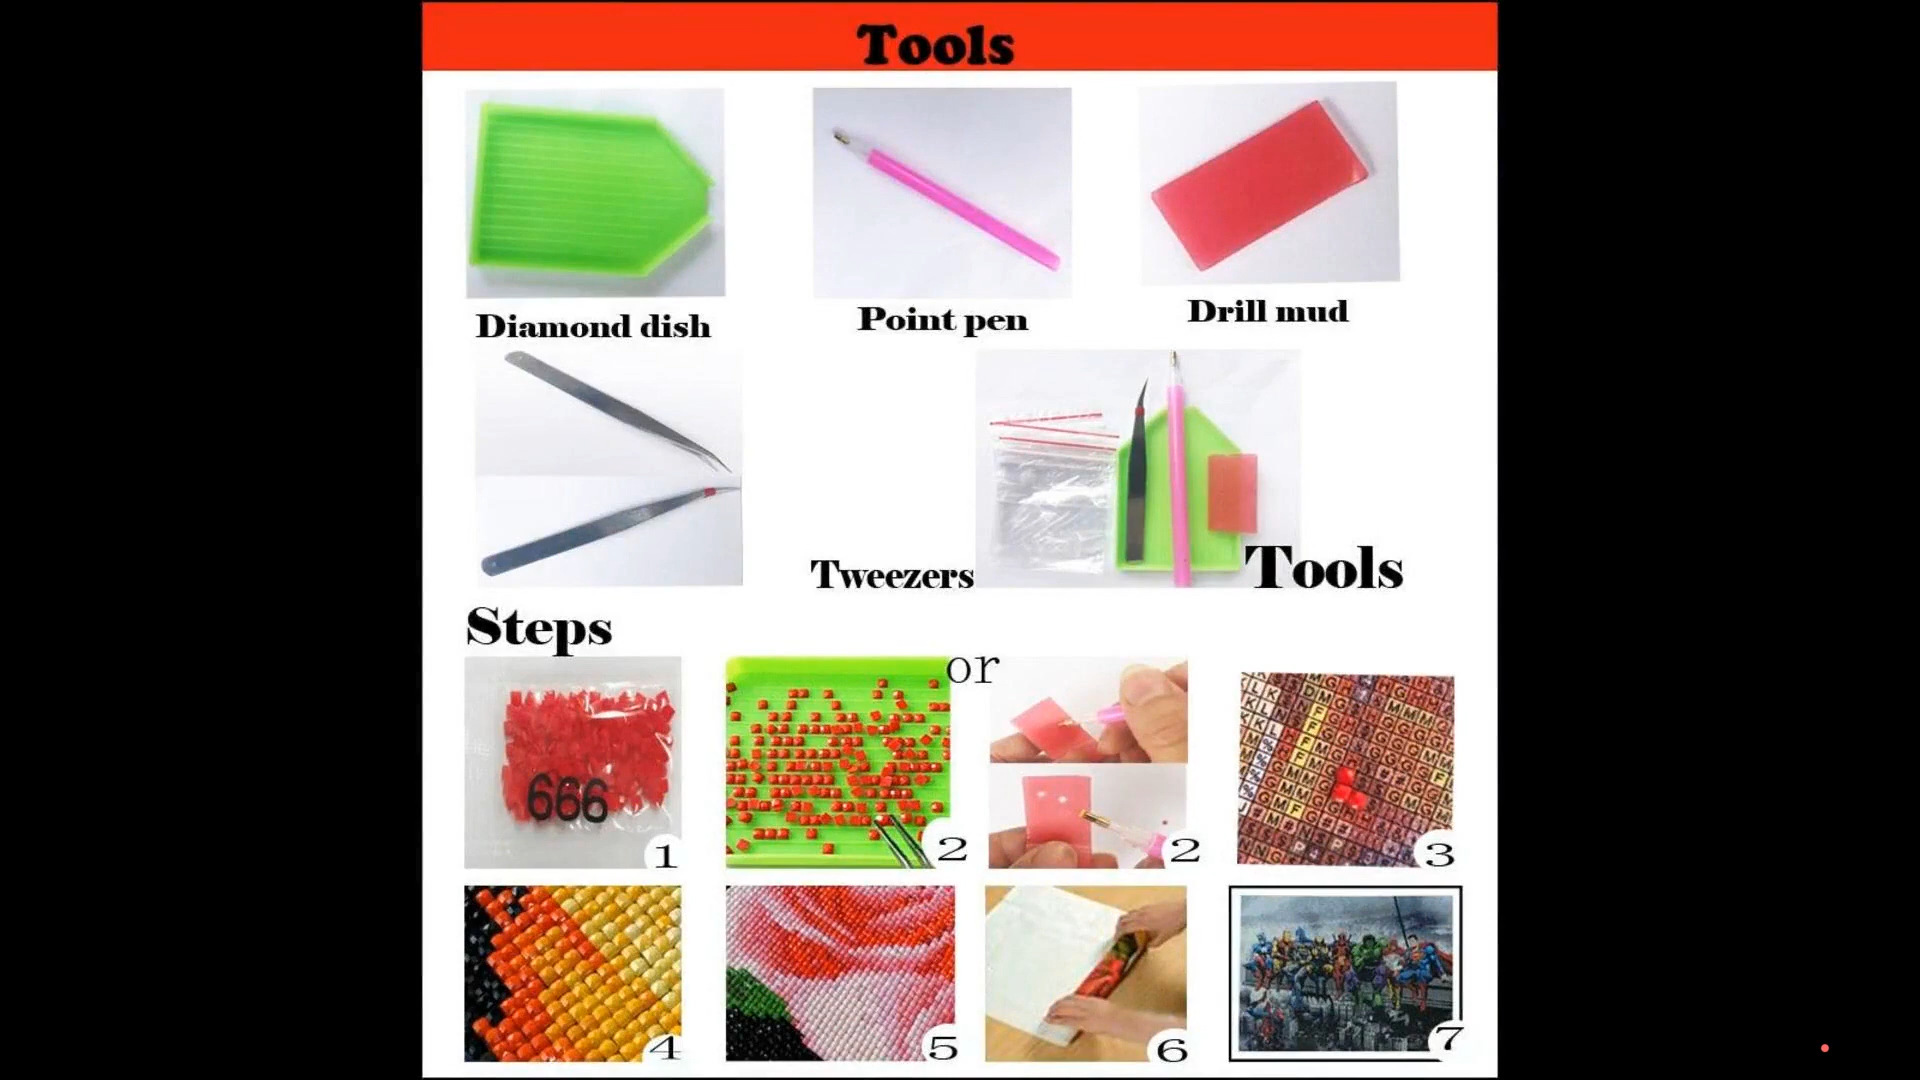 Tools
Diamond dish
Point pen
Drill mud
Tweezers
Tools
Steps
or
666
1
2
2
3
4
5
6
7